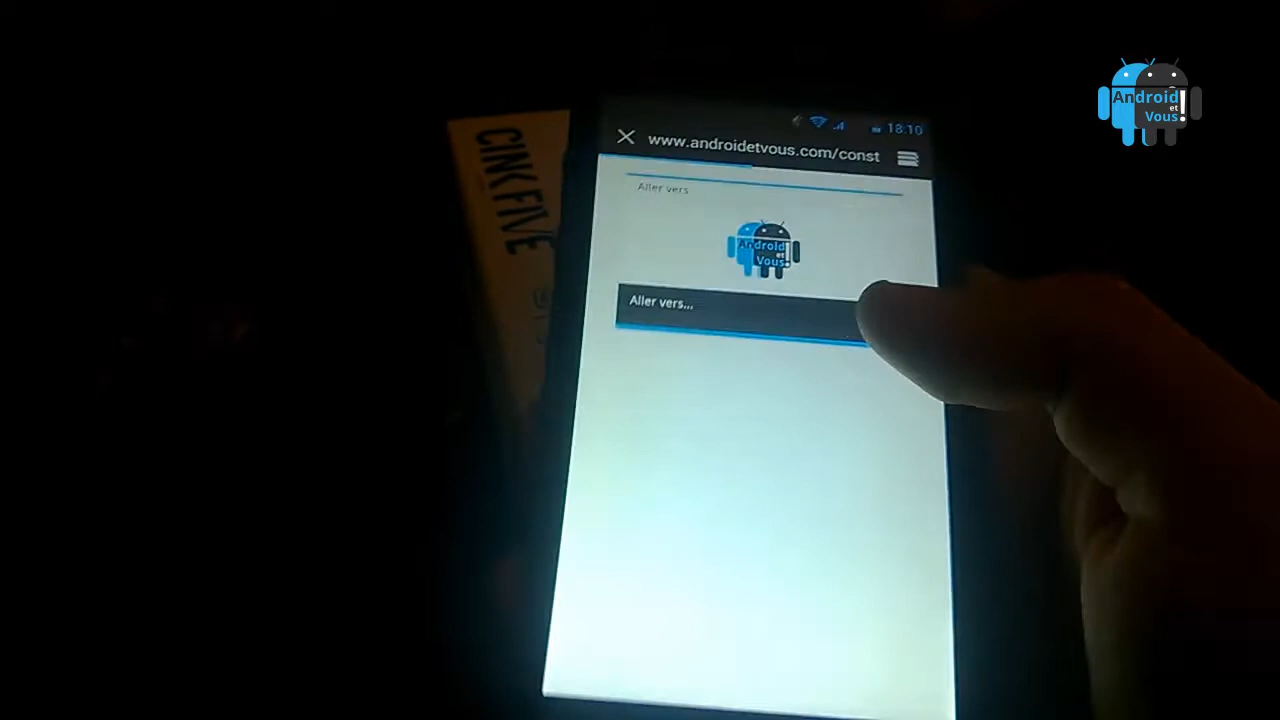 Android
et
Vous!
CINK FIVE
18:10
www.androidetvous.com/const
Aller vers
Android
et
Vous!
Aller vers...